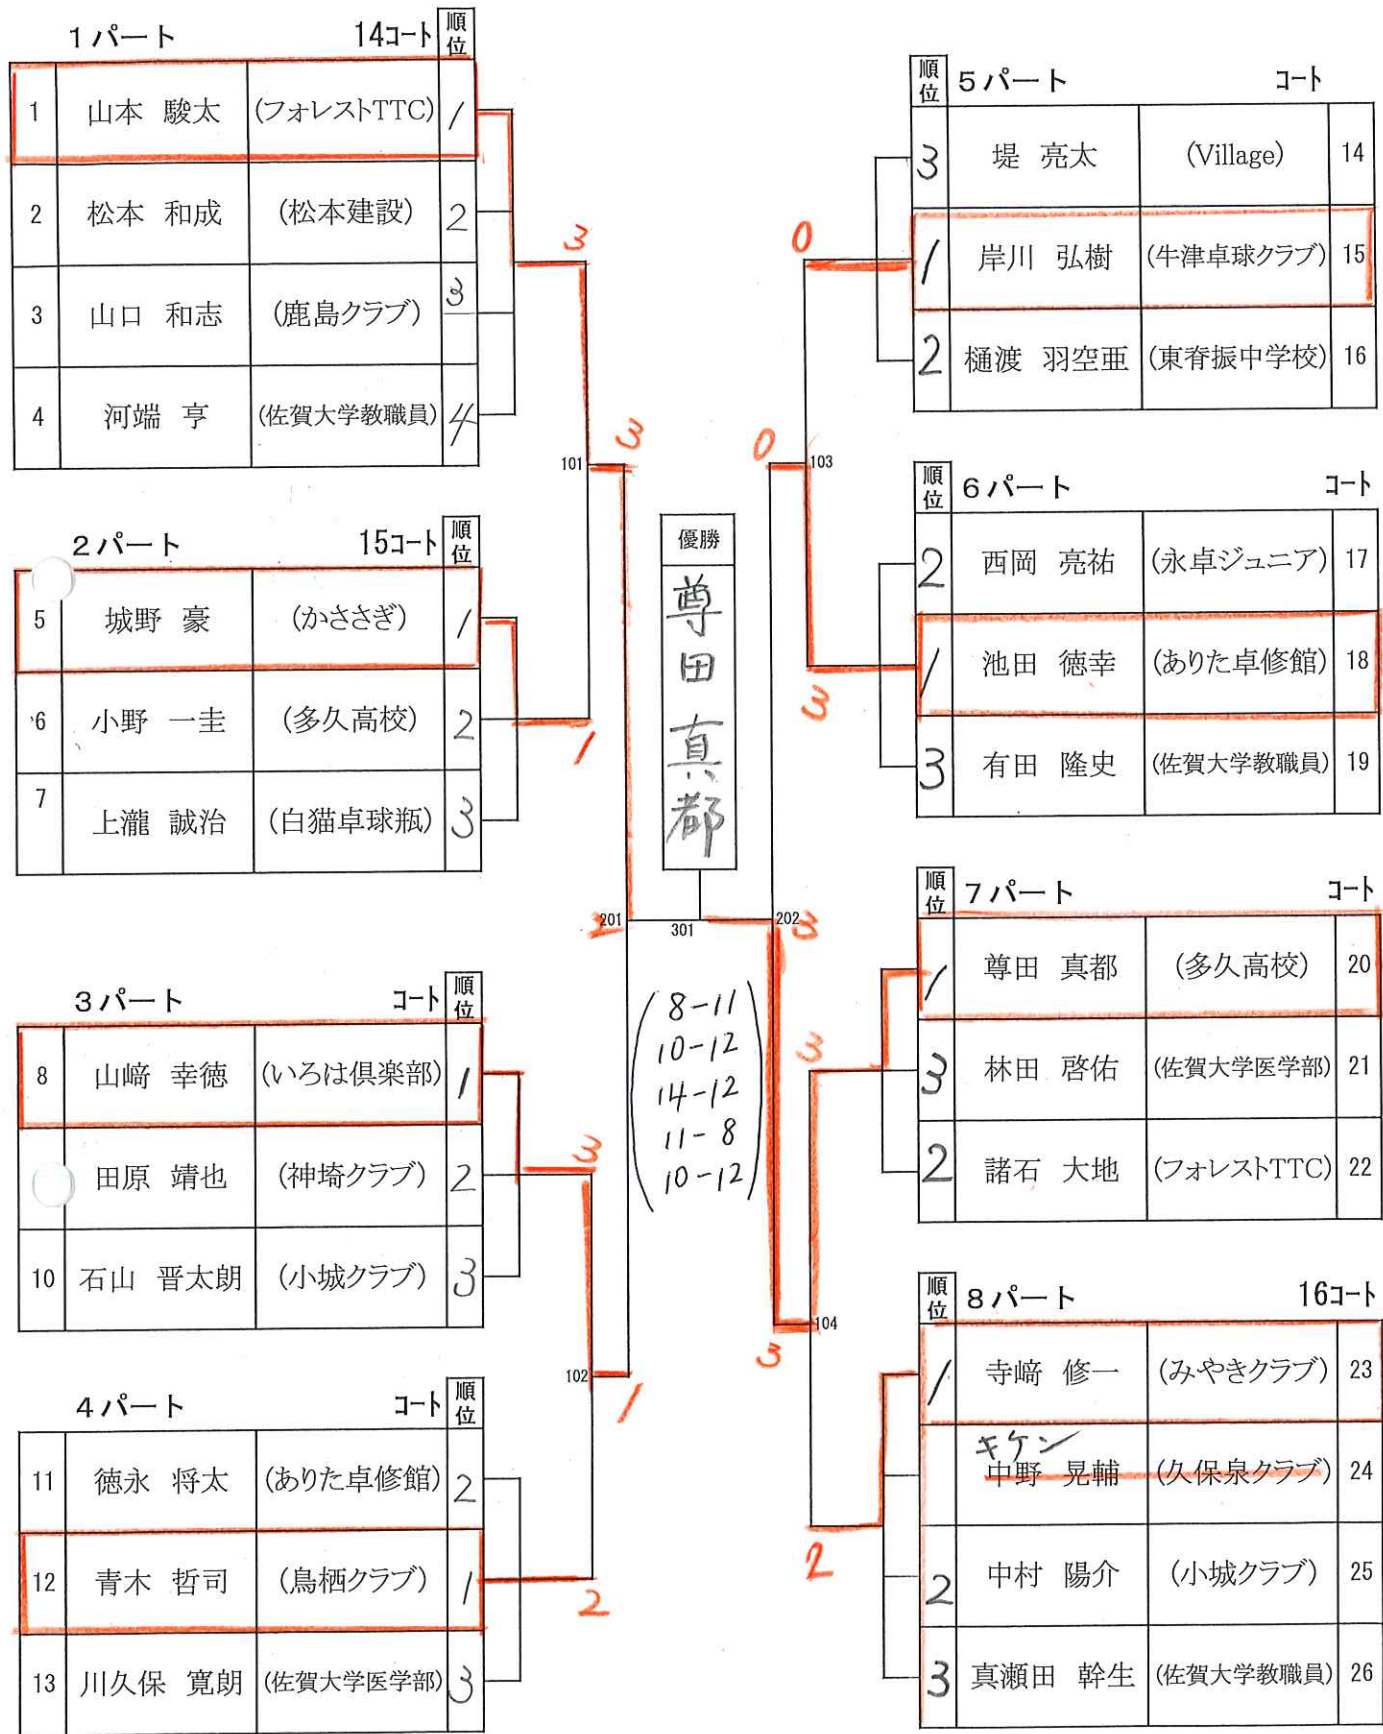 1パート 14コート 順位
1 山本 駿太 (フォレストTTC) 1
2 松本 和成 (松本建設) 2
3 山口 和志 (鹿島クラブ) 3
4 河端 亨 (佐賀大学教職員) 4
2パート 15コート 順位
5 城野 豪 (かささぎ) 1
6 小野 一圭 (多久高校) 2
7 上瀧 誠治 (白猫卓球瓶) 3
3パート コート 順位
8 山﨑 幸徳 (いろは倶楽部) 1
田原 靖也 (神埼クラブ) 2
10 石山 晋太朗 (小城クラブ) 3
4パート コート 順位
11 徳永 将太 (ありた卓修館) 2
12 青木 哲司 (鳥栖クラブ) 1
13 川久保 寛朗 (佐賀大学医学部) 3
3
101
1
3
3
102
2
1
201
優勝
尊田真都
301
8-11
10-12
14-12
11-8
10-12
202
3
0
103
3
0
3
104
2
3
順位 5パート コート
3 堤 亮太 (Village) 14
1 岸川 弘樹 (牛津卓球クラブ) 15
2 樋渡 羽空亜 (東脊振中学校) 16
順位 6パート コート
2 西岡 亮祐 (永卓ジュニア) 17
1 池田 徳幸 (ありた卓修館) 18
3 有田 隆史 (佐賀大学教職員) 19
順位 7パート コート
1 尊田 真都 (多久高校) 20
3 林田 啓佑 (佐賀大学医学部) 21
2 諸石 大地 (フォレストTTC) 22
順位 8パート 16コート
1 寺﨑 修一 (みやきクラブ) 23
キケン
中野 晃輔 (久保泉クラブ) 24
2 中村 陽介 (小城クラブ) 25
3 真瀬田 幹生 (佐賀大学教職員) 26